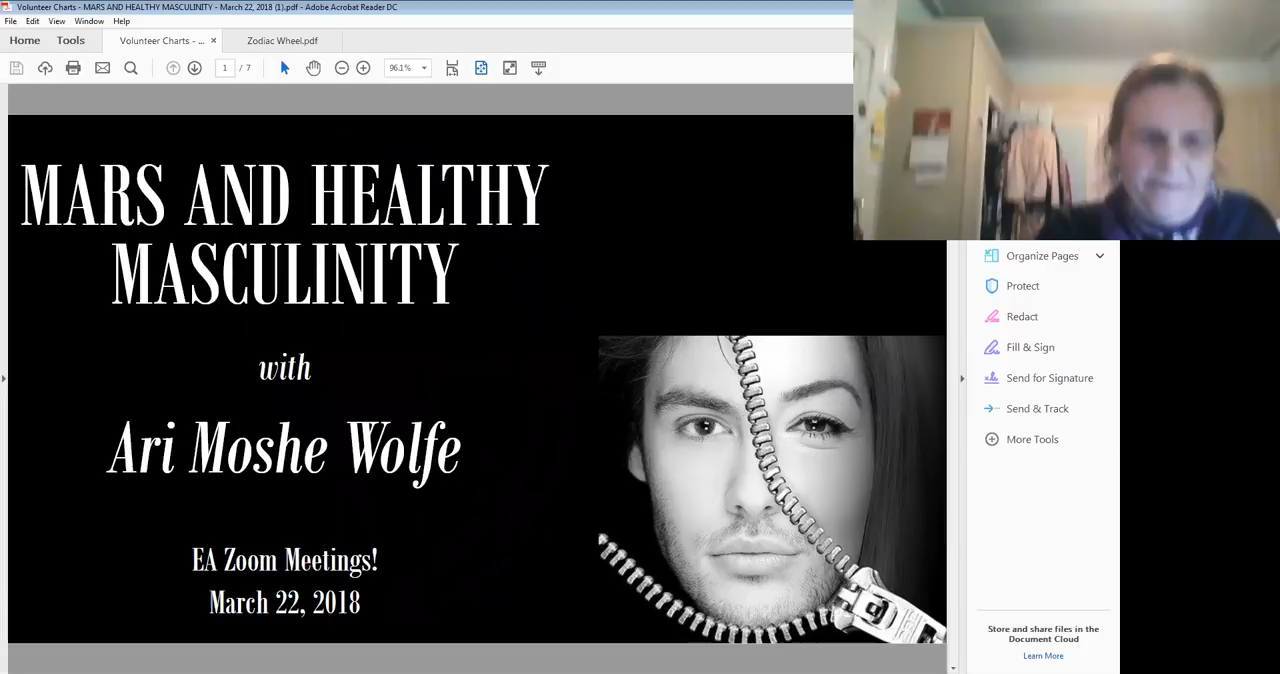 Volunteer Charts - MARS AND HEALTHY MASCULINITY - March 22, 2018 (1).pdf - Adobe Acrobat Reader DC
File Edit View Window Help
Home Tools Volunteer Charts - ... × Zodiac Wheel.pdf
1 / 7 96.1%
MARS AND HEALTHY
MASCULINITY
with
Ari Moshe Wolfe
EA Zoom Meetings!
March 22, 2018
Organize Pages
Protect
Redact
Fill & Sign
Send for Signature
Send & Track
More Tools
Store and share files in the
Document Cloud
Learn More